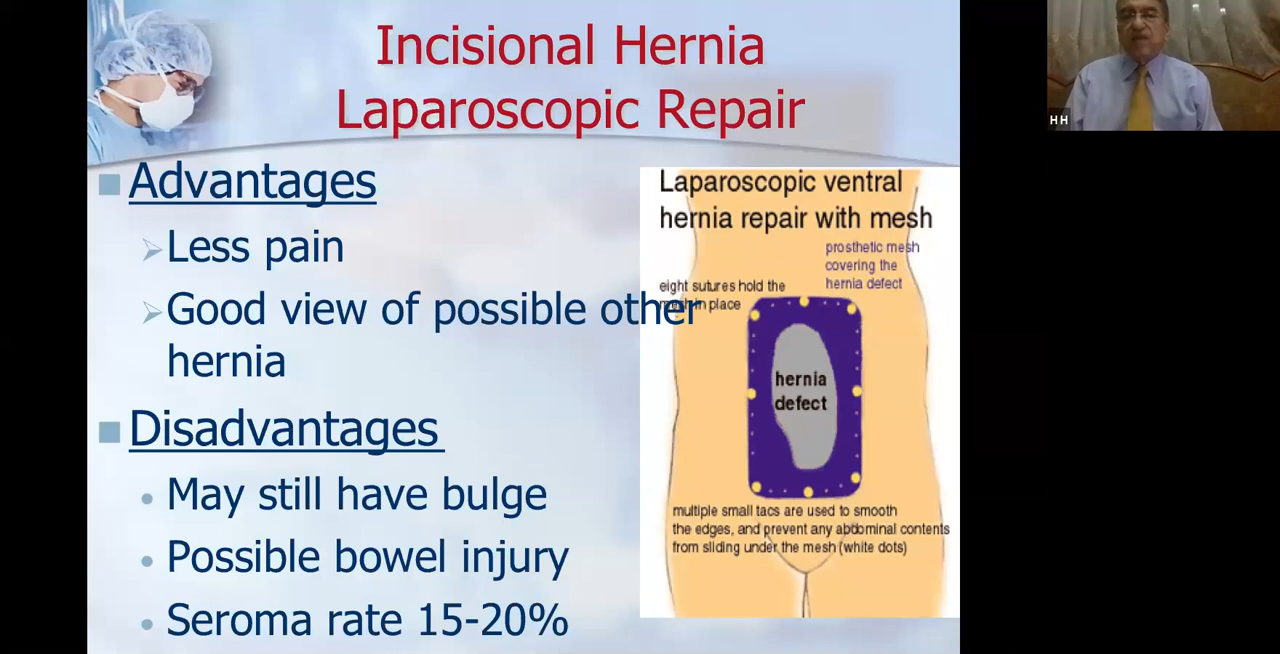 Incisional Hernia
Laparoscopic Repair
Advantages
Less pain
Good view of possible other
hernia
Disadvantages
May still have bulge
Possible bowel injury
Seroma rate 15-20%
Laparoscopic ventral
hernia repair with mesh
prosthetic mesh
covering the
hernia defect
eight sutures hold the
mesh in place
hernia
defect
multiple small tacs are used to smooth
the edges, and prevent any abdominal contents
from sliding under the mesh (white dots)
HH